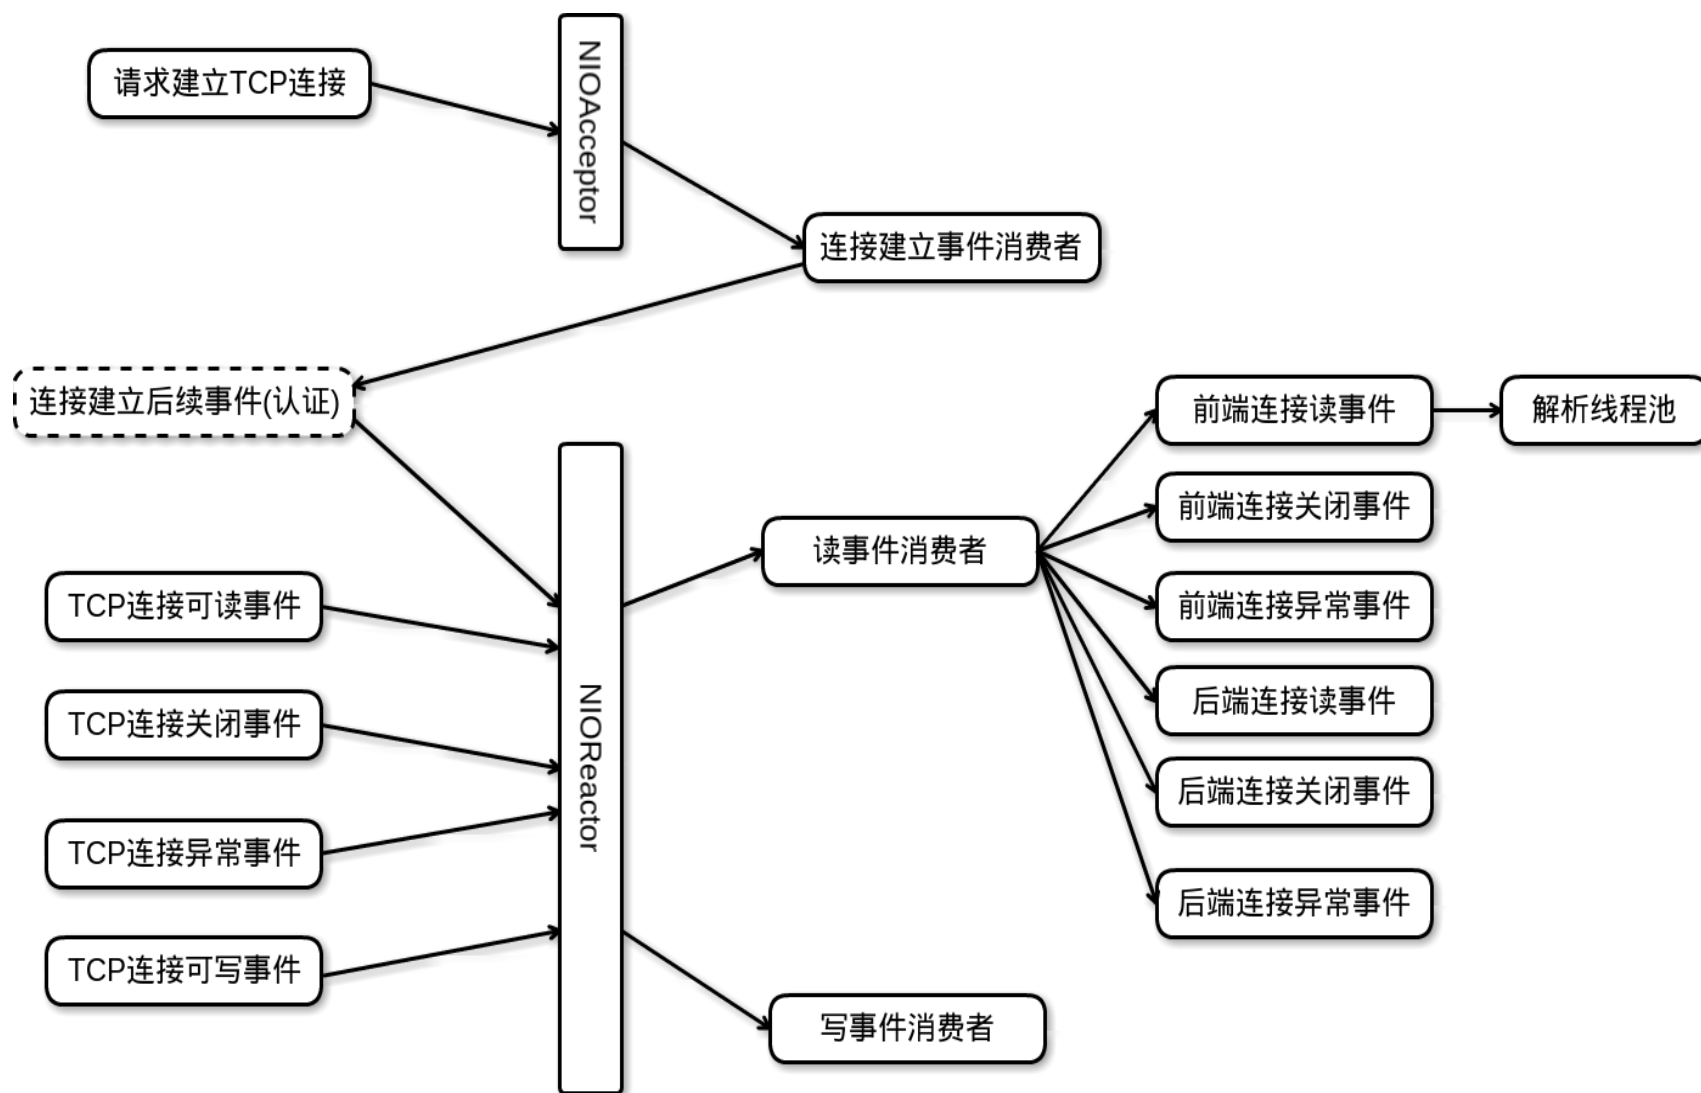 请求建立TCP连接
NIOAcceptor
连接建立事件消费者
连接建立后续事件(认证)
TCP连接可读事件
TCP连接关闭事件
TCP连接异常事件
TCP连接可写事件
NIOReactor
读事件消费者
写事件消费者
前端连接读事件
解析线程池
前端连接关闭事件
前端连接异常事件
后端连接读事件
后端连接关闭事件
后端连接异常事件